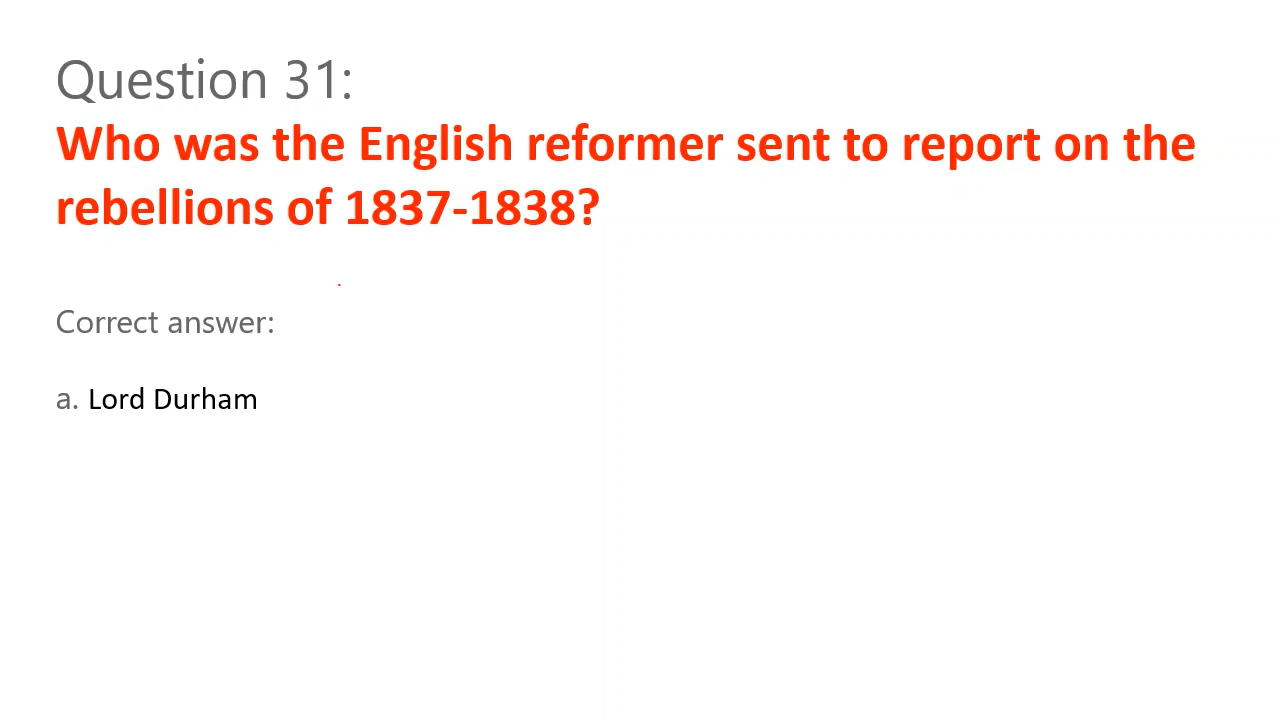 Question 31:
Who was the English reformer sent to report on the
rebellions of 1837-1838?
Correct answer:
a. Lord Durham